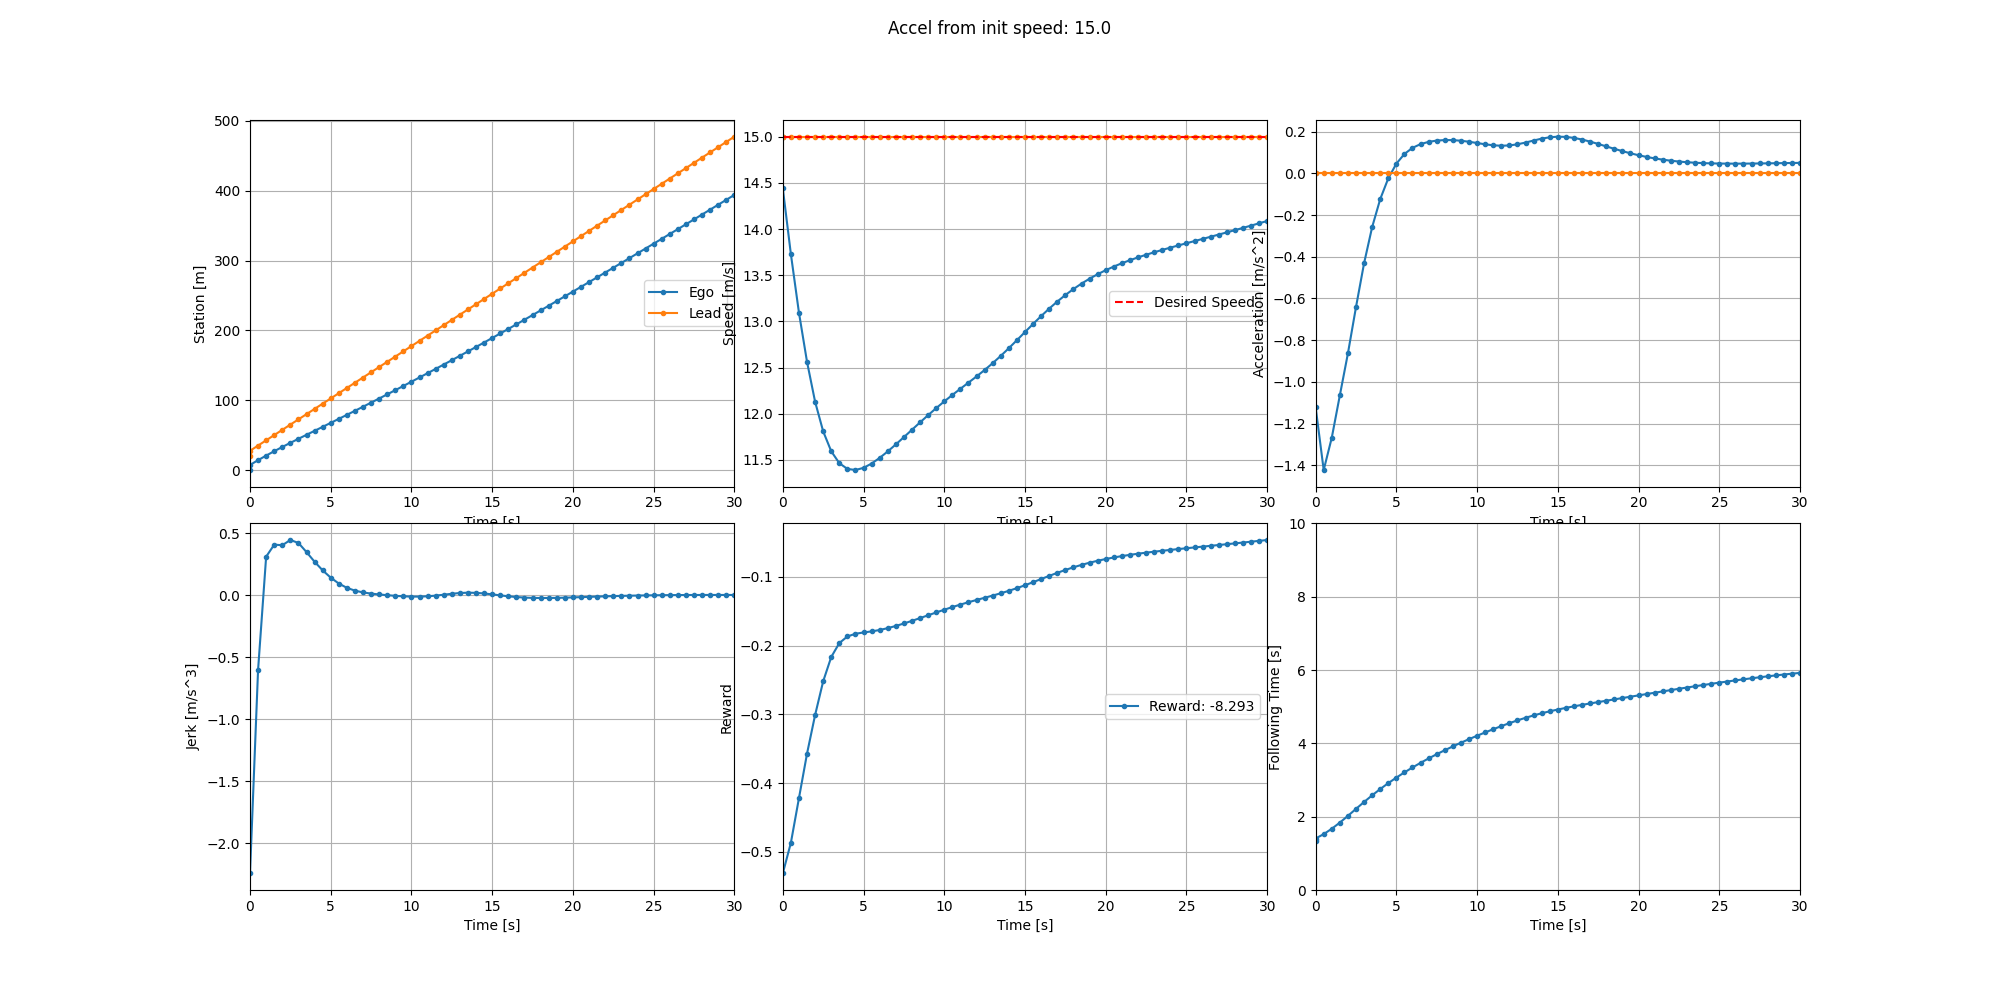 Accel from init speed: 15.0
500
400
300
200
100
0
Station [m]
Ego
Lead
0 5 10 15 20 25 30
Time [s]
15.0
14.5
14.0
13.5
13.0
12.5
12.0
11.5
Speed [m/s]
Desired Speed
0 5 10 15 20 25 30
Time [s]
0.2
0.0
−0.2
−0.4
−0.6
−0.8
−1.0
−1.2
−1.4
Acceleration [m/s^2]
0 5 10 15 20 25 30
Time [s]
0.5
0.0
−0.5
−1.0
−1.5
−2.0
Jerk [m/s^3]
0 5 10 15 20 25 30
Time [s]
−0.1
−0.2
−0.3
−0.4
−0.5
Reward
Reward: -8.293
0 5 10 15 20 25 30
Time [s]
10
8
6
4
2
0
Following Time [s]
0 5 10 15 20 25 30
Time [s]